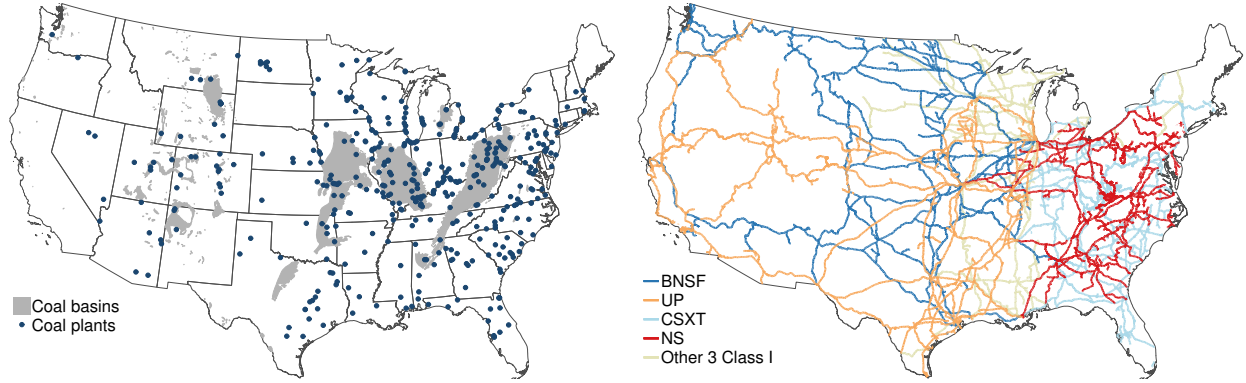 Coal basins
Coal plants
BNSF
UP
CSXT
NS
Other 3 Class I